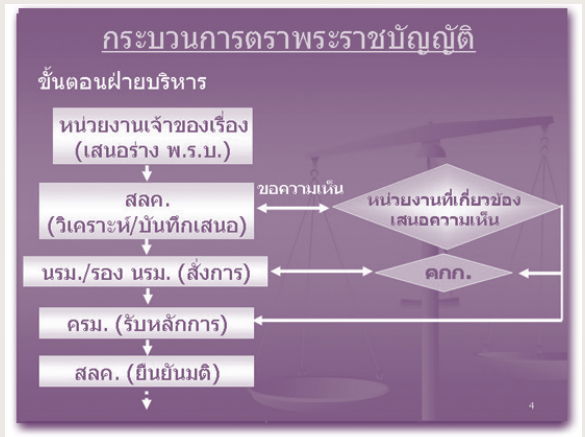 กระบวนการตราพระราชบัญญัติ
ขั้นตอนฝ่ายบริหาร
หน่วยงานเจ้าของเรื่อง
(เสนอร่าง พ.ร.บ.)
สลค.
(วิเคราะห์/บันทึกเสนอ)
ขอความเห็น
หน่วยงานที่เกี่ยวข้อง
เสนอความเห็น
นรม./รอง นรม. (สั่งการ)
คกก.
ครม. (รับหลักการ)
สลค. (ยืนยันมติ)
4